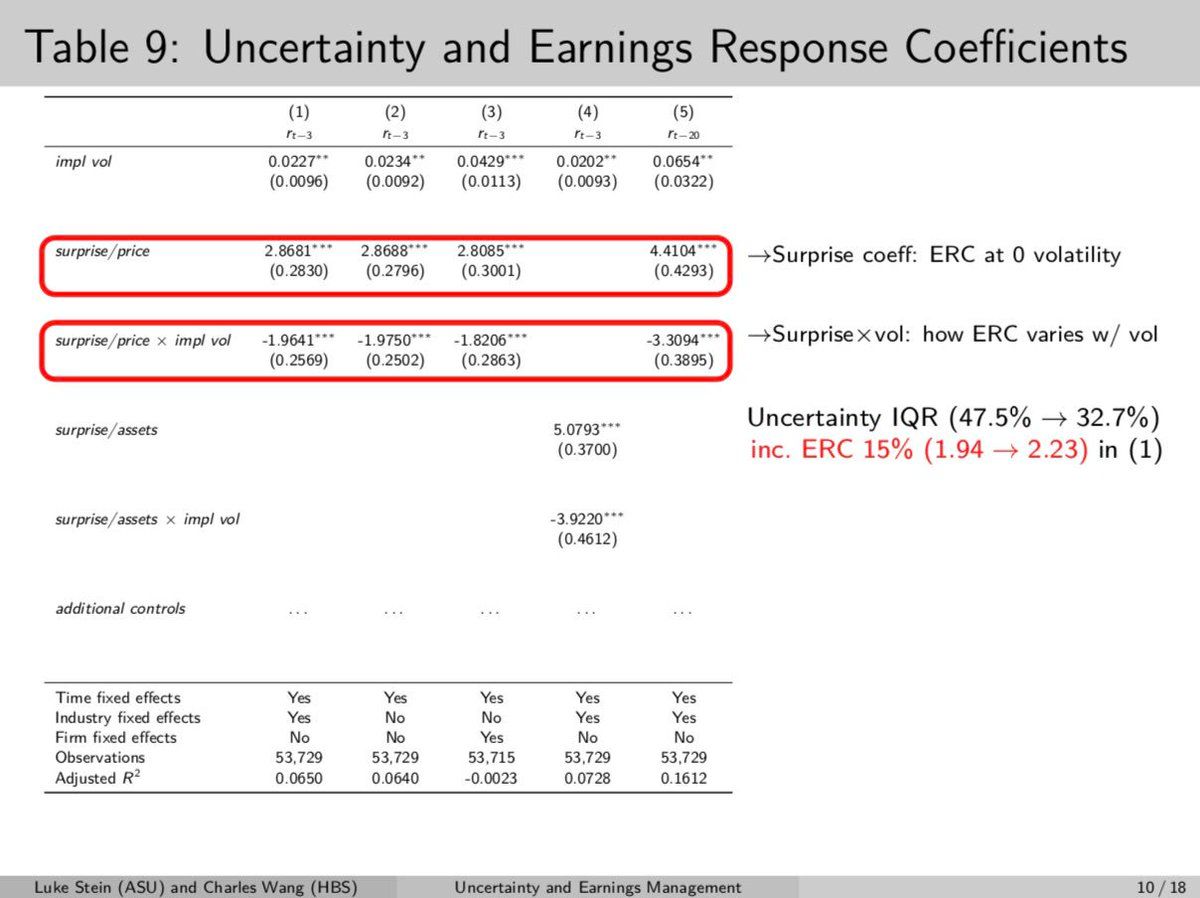 Table 9: Uncertainty and Earnings Response Coefficients
(1) (2) (3) (4) (5)
rₜ₋₃ rₜ₋₃ rₜ₋₃ rₜ₋₃ rₜ₋₂₀
impl vol 0.0227** 0.0234** 0.0429*** 0.0202** 0.0654**
(0.0096) (0.0092) (0.0113) (0.0093) (0.0322)
surprise/price 2.8681*** 2.8688*** 2.8085*** 4.4104*** →Surprise coeff: ERC at 0 volatility
(0.2830) (0.2796) (0.3001) (0.4293)
surprise/price × impl vol -1.9641*** -1.9750*** -1.8206*** -3.3094*** →Surprise×vol: how ERC varies w/ vol
(0.2569) (0.2502) (0.2863) (0.3895)
Uncertainty IQR (47.5% → 32.7%)
inc. ERC 15% (1.94 → 2.23) in (1)
surprise/assets 5.0793***
(0.3700)
surprise/assets × impl vol -3.9220***
(0.4612)
additional controls ... ... ... ... ...
Time fixed effects Yes Yes Yes Yes Yes
Industry fixed effects Yes No No Yes Yes
Firm fixed effects No No Yes No No
Observations 53,729 53,729 53,715 53,729 53,729
Adjusted R² 0.0650 0.0640 -0.0023 0.0728 0.1612
Luke Stein (ASU) and Charles Wang (HBS) Uncertainty and Earnings Management 10 / 18